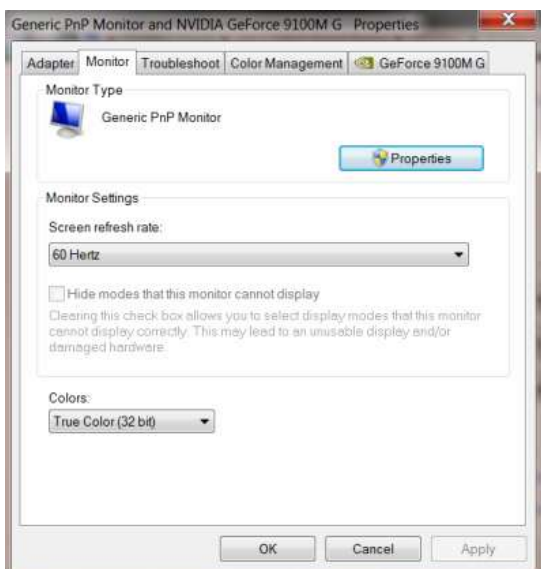 Generic PnP Monitor and NVIDIA GeForce 9100M G Properties
Adapter Monitor Troubleshoot Color Management GeForce 9100M G
Monitor Type
Generic PnP Monitor
Properties
Monitor Settings
Screen refresh rate:
60 Hertz
Hide modes that this monitor cannot display
Clearing this check box allows you to select display modes that this monitor
cannot display correctly. This may lead to an unusable display and/or
damaged hardware.
Colors:
True Color (32 bit)
OK Cancel Apply